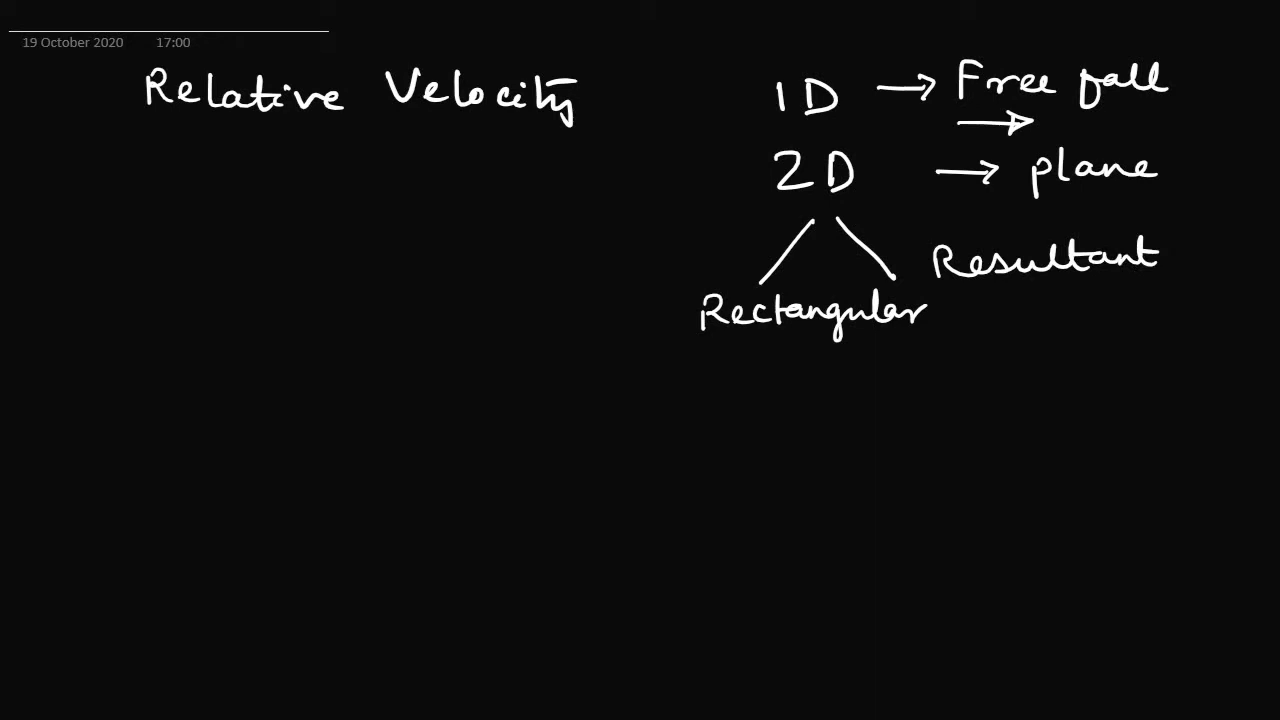 19 October 2020 17:00
Relative Velocity
1D → Free fall
2D → plane
Resultant
Rectangular